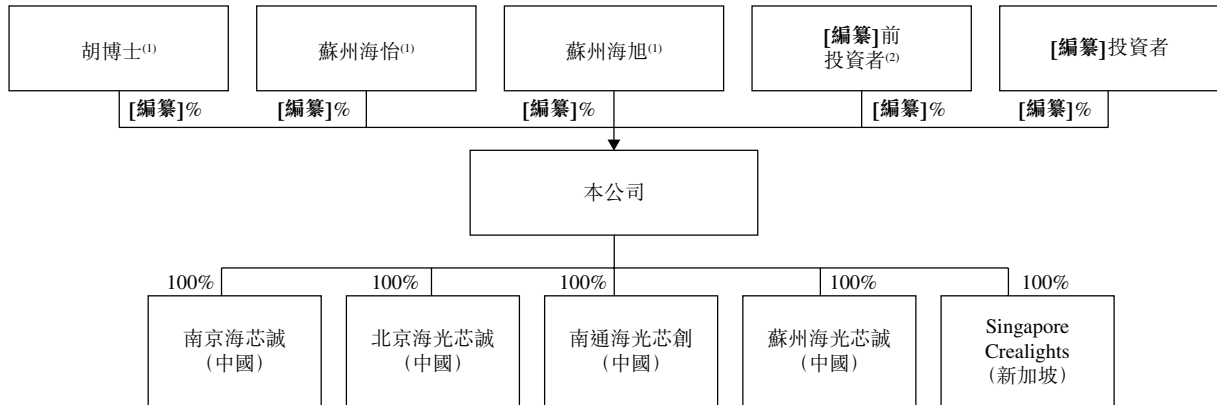 胡博士(1)
蘇州海怡(1)
蘇州海旭(1)
[編纂]前
投資者(2)
[編纂]投資者
[編纂]%
[編纂]%
[編纂]%
[編纂]%
[編纂]%
本公司
100%
100%
100%
100%
100%
南京海芯誠
（中國）
北京海光芯誠
（中國）
南通海光芯創
（中國）
蘇州海光芯誠
（中國）
Singapore
Crealights
（新加坡）